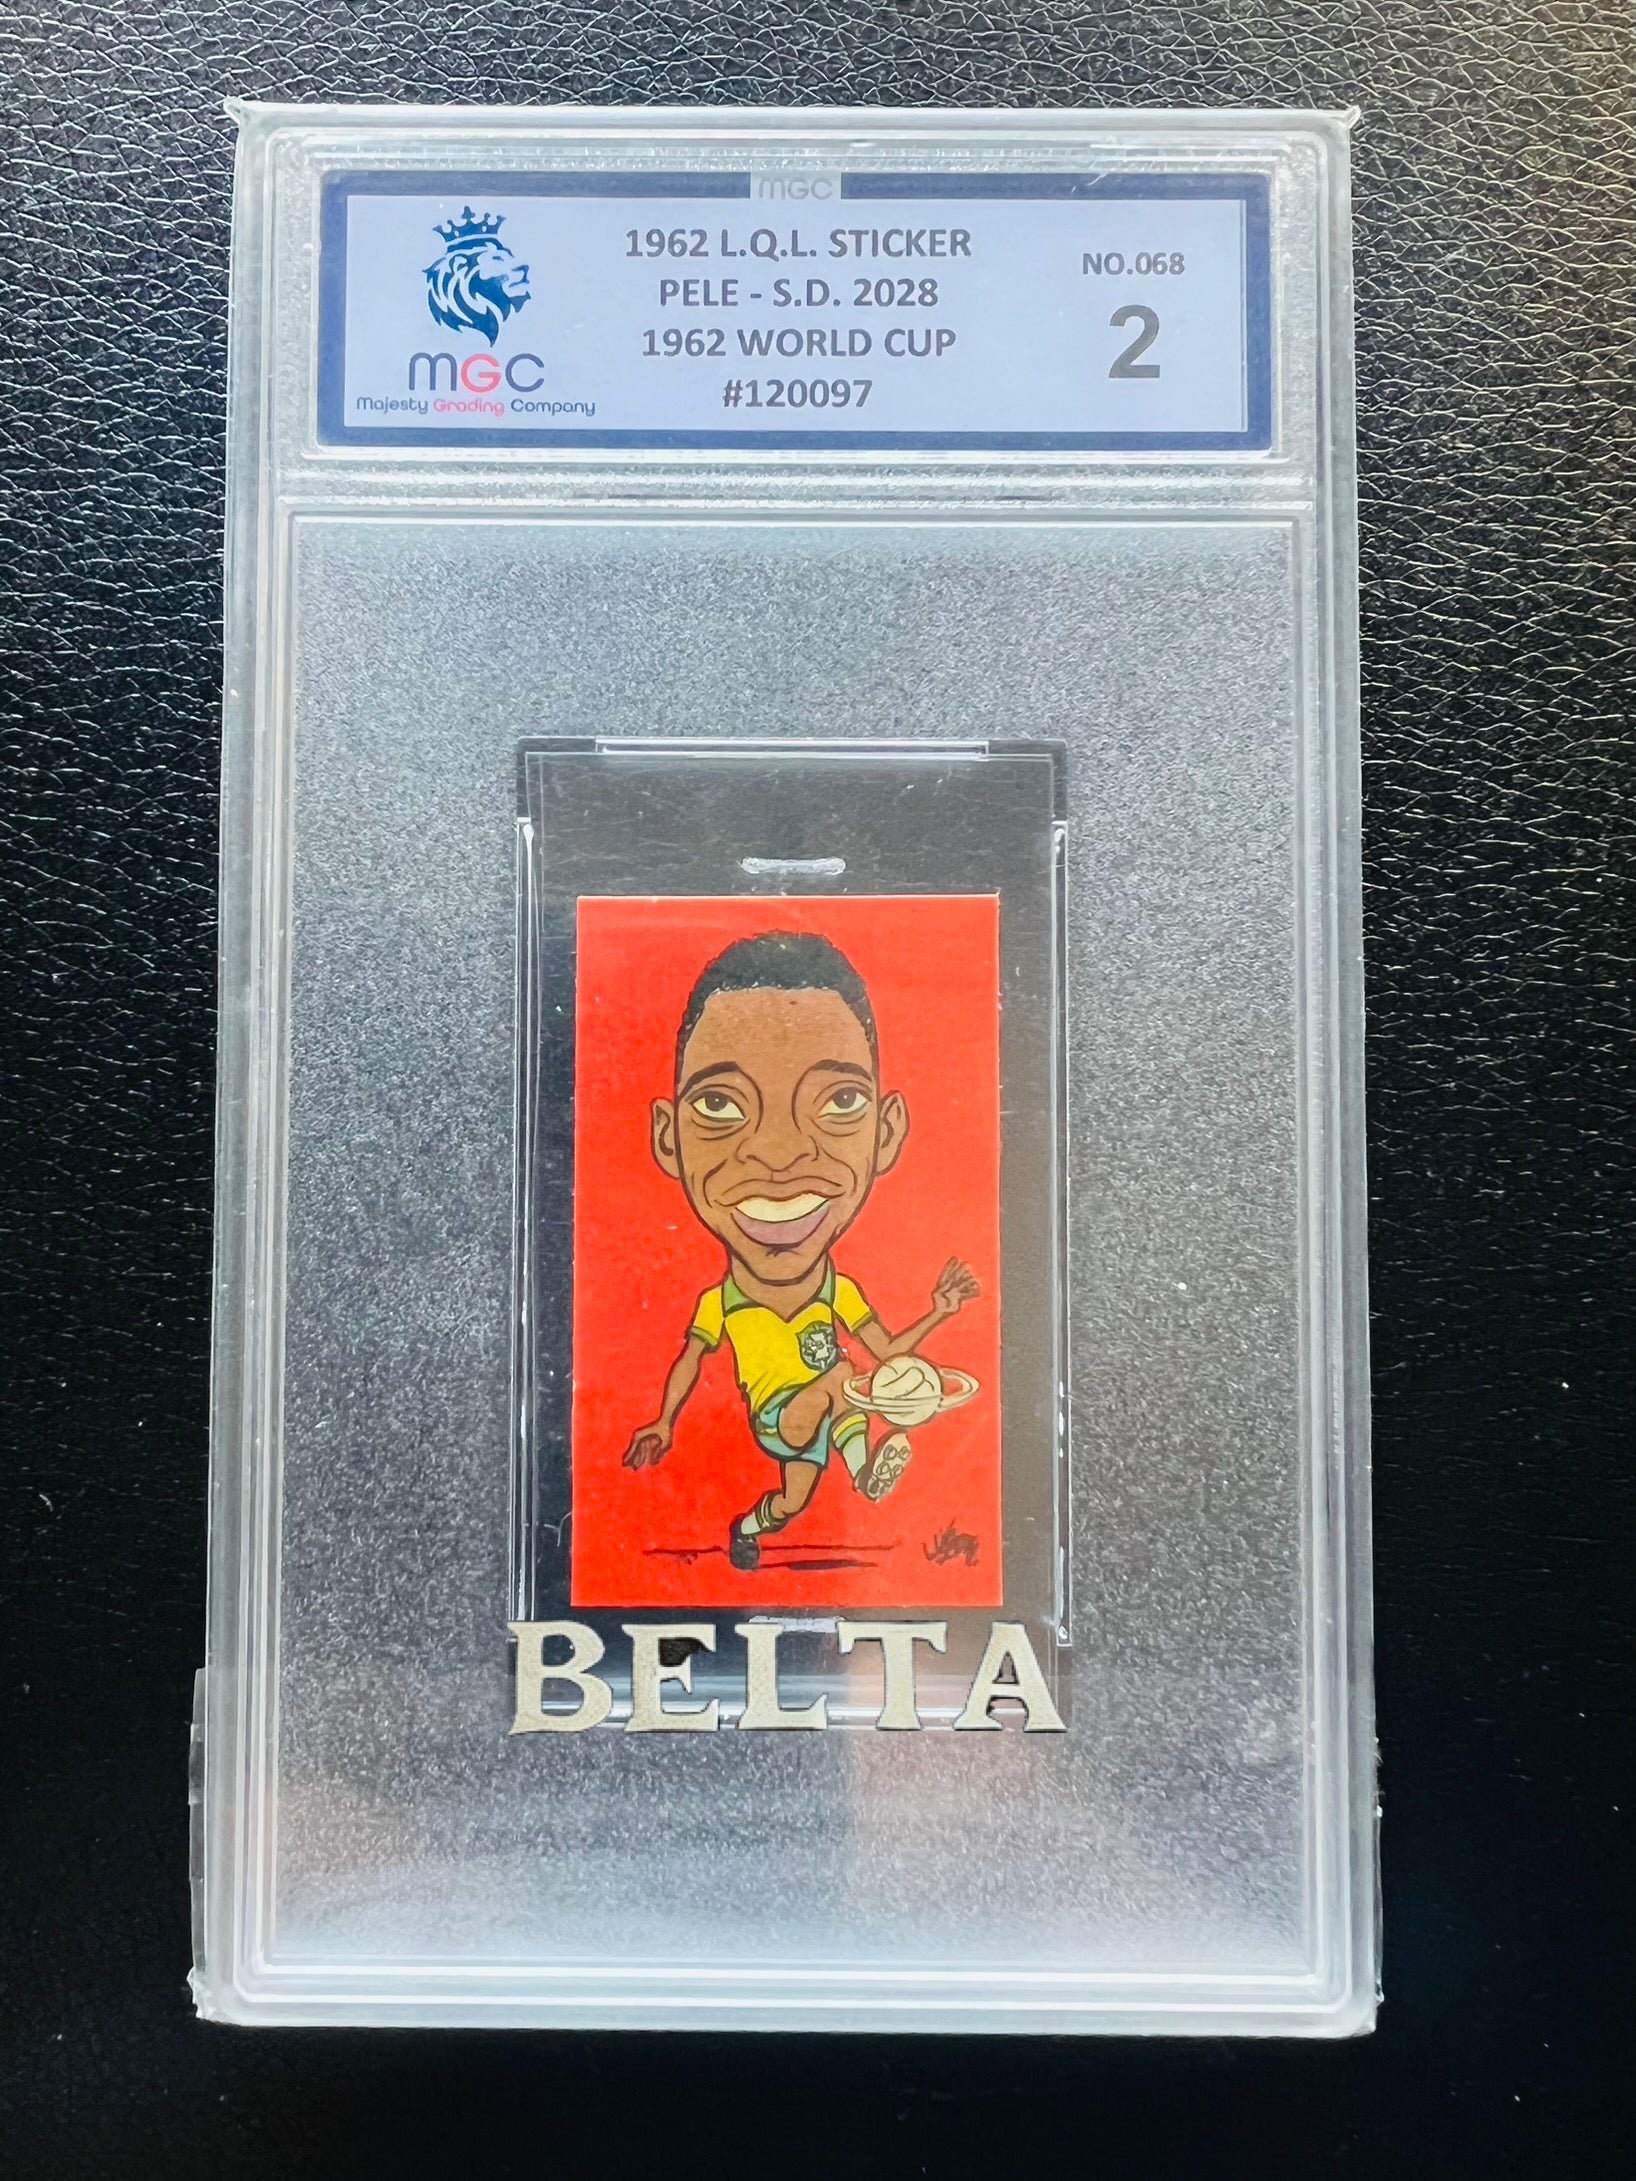 MGC
1962 L.Q.L. STICKER
PELE - S.D. 2028
1962 WORLD CUP
#120097
NO.068
2
MGC
Majesty Grading Company
BELTA